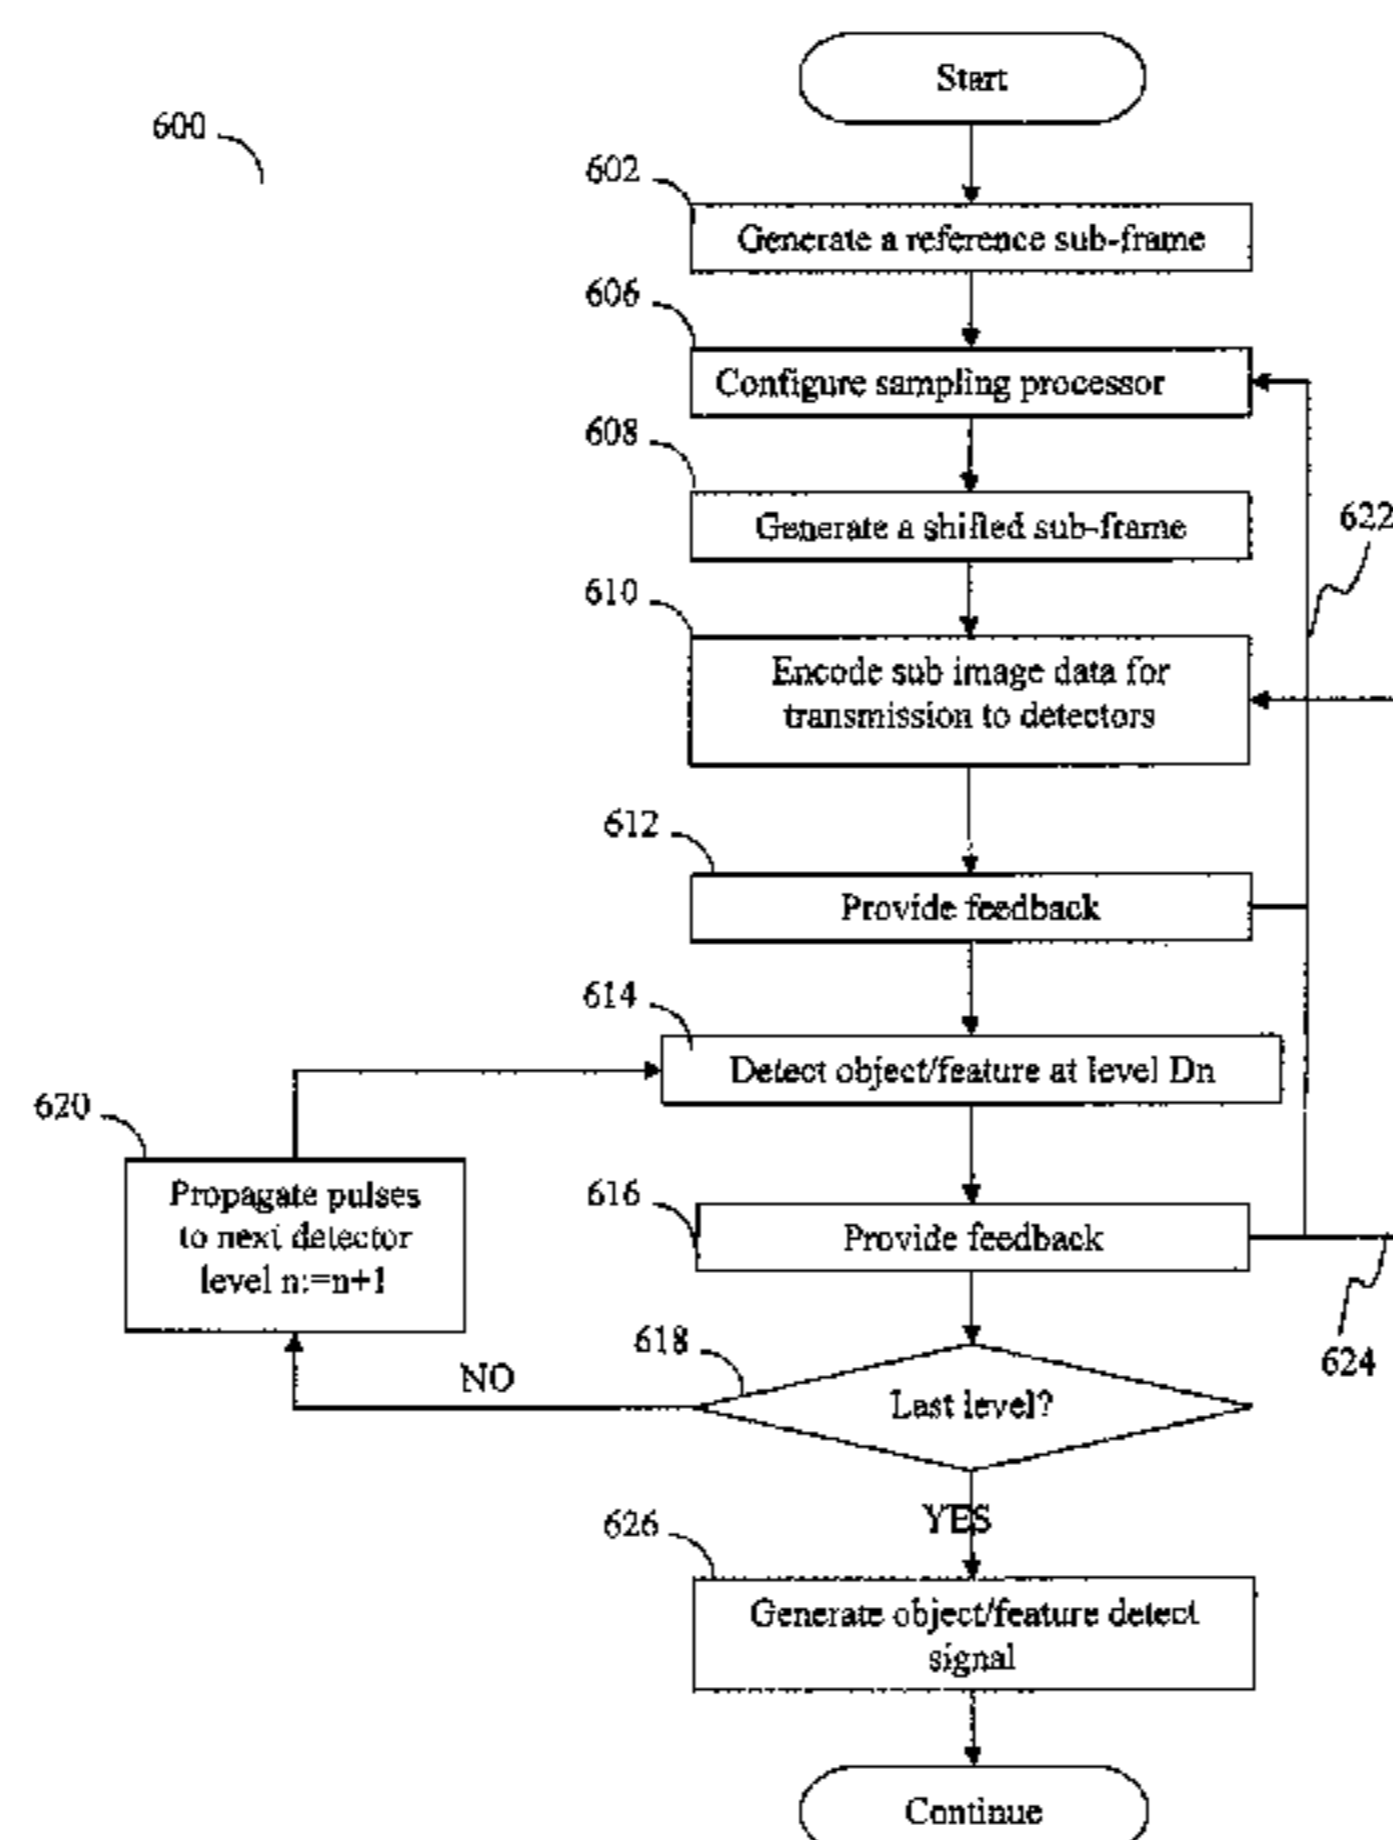 Start
600
602
Generate a reference sub-frame
606
Configure sampling processor
608
Generate a shifted sub-frame
622
610
Encode sub image data for
transmission to detectors
612
Provide feedback
614
Detect object/feature at level Dn
620
Propagate pulses
to next detector
level n:=n+1
616
Provide feedback
624
618
Last level?
NO
YES
626
Generate object/feature detect
signal
Continue